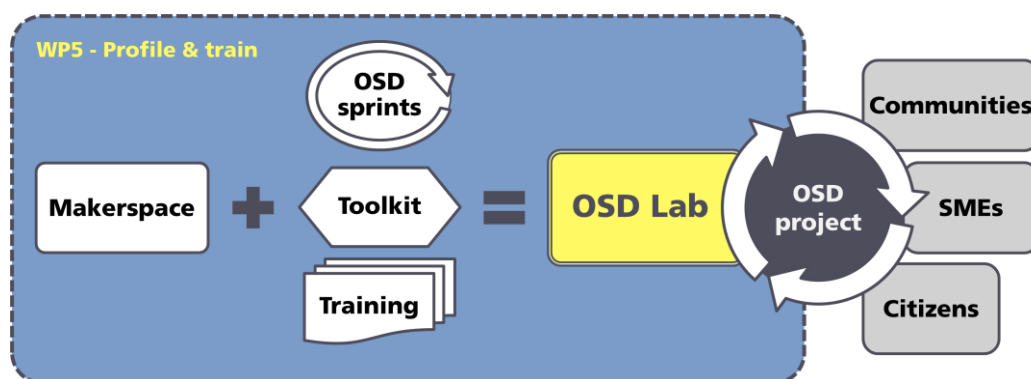 WP5 - Profile & train
OSD
sprints
Makerspace
+
Toolkit
=
Training
OSD Lab
OSD
project
Communities
SMEs
Citizens